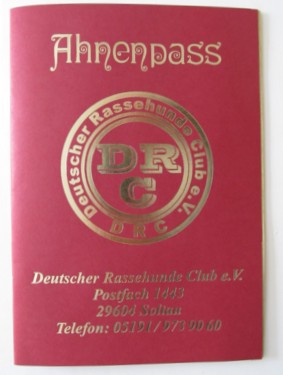 Ahnenpass
Deutscher Rassehunde Club e.V.
DR
C
DRC
Deutscher Rassehunde Club e.V.
Postfach 1443
29604 Soltau
Telefon: 05191/973 00 60